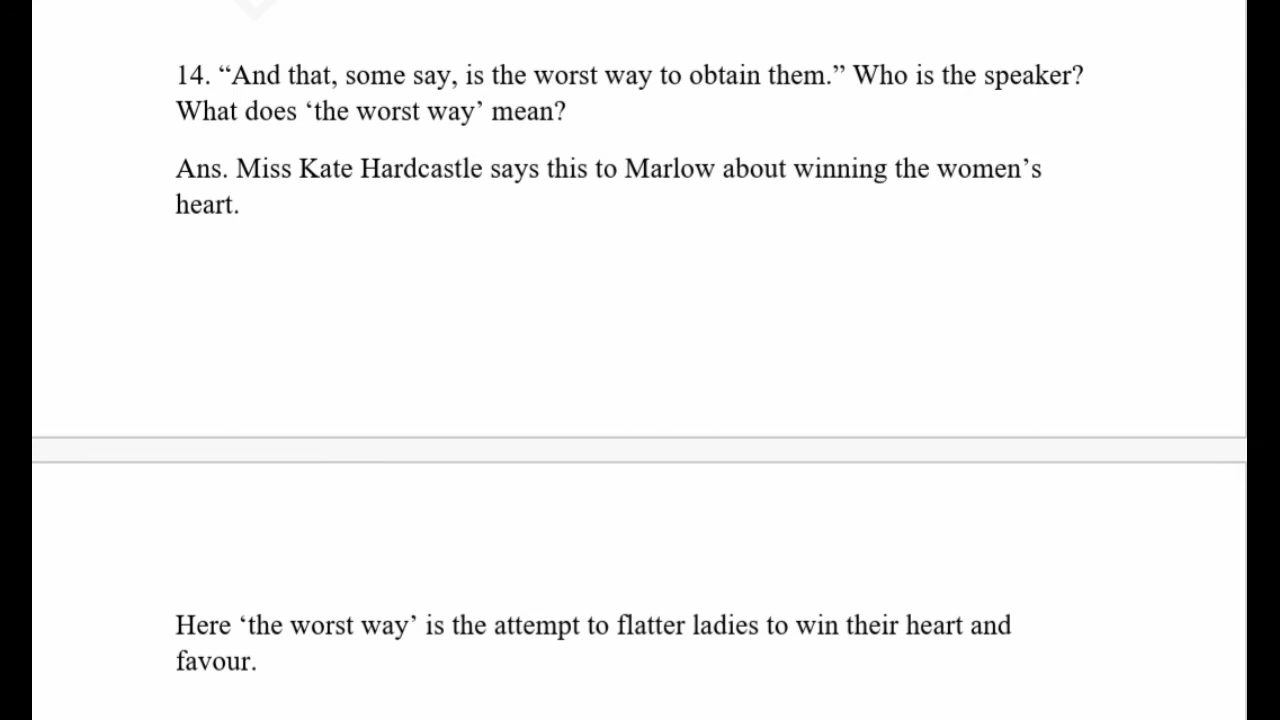 14. “And that, some say, is the worst way to obtain them.” Who is the speaker?
What does ‘the worst way’ mean?
Ans. Miss Kate Hardcastle says this to Marlow about winning the women’s
heart.
Here ‘the worst way’ is the attempt to flatter ladies to win their heart and
favour.